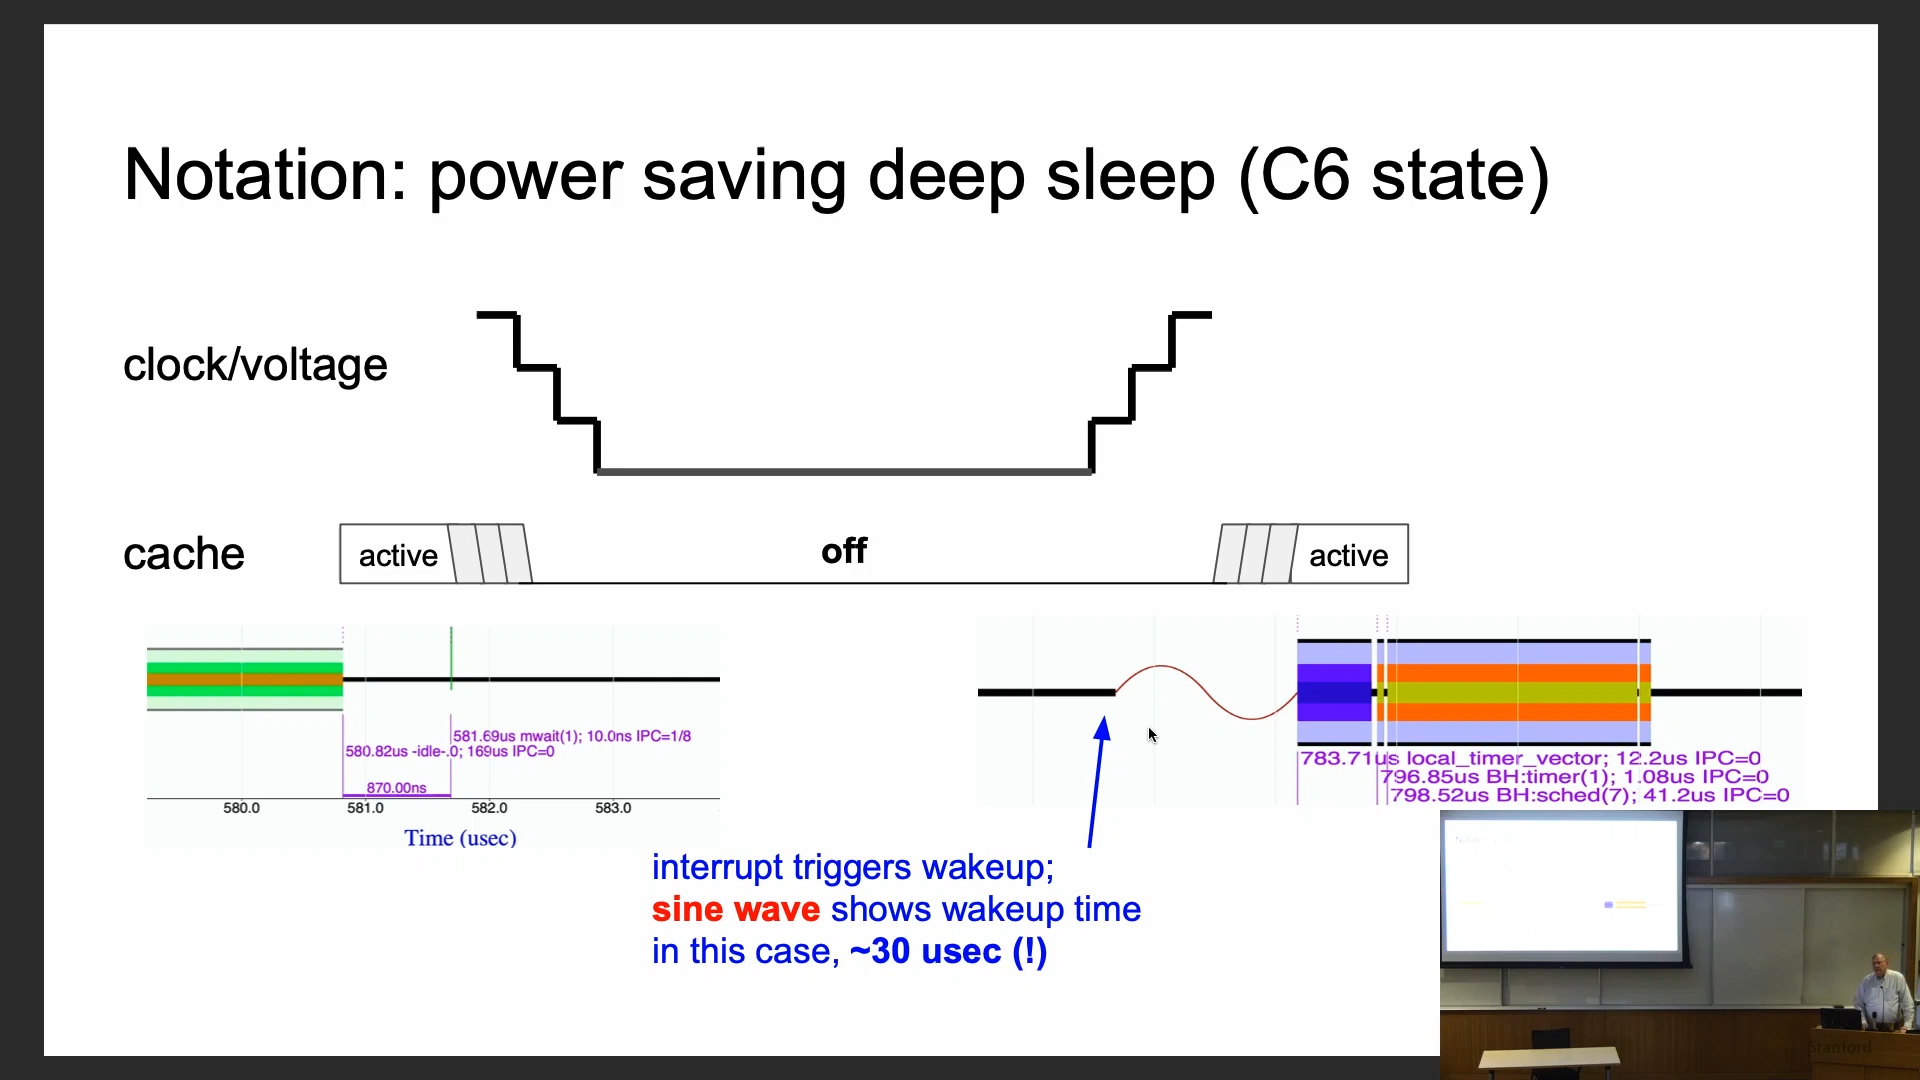 Notation: power saving deep sleep (C6 state)
clock/voltage
cache
active
off
active
581.69us mwait(1); 10.0ns IPC=1/8
580.82us -idle-.0; 169us IPC=0
870.00ns
580.0 581.0 582.0 583.0
Time (usec)
783.71us local_timer_vector; 12.2us IPC=0
796.85us BH:timer(1); 1.08us IPC=0
798.52us BH:sched(7); 41.2us IPC=0
interrupt triggers wakeup;
sine wave shows wakeup time
in this case, ~30 usec (!)
Stanford